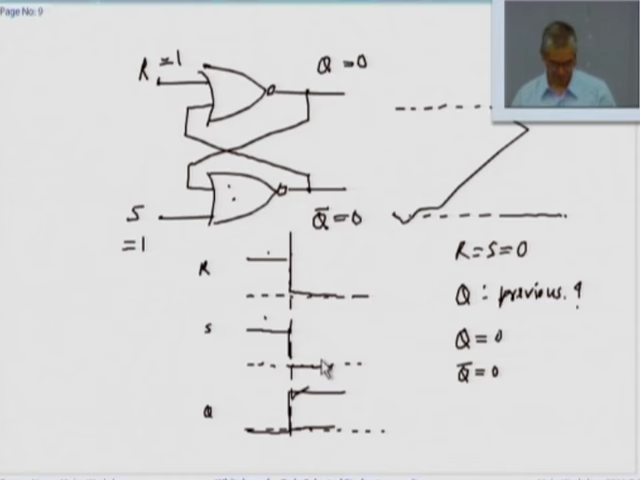 Page No: 9
R =1
Q =0
S
=1
Q̄ =0
R
S
Q
R=S=0
Q : previous. ?
Q = 0
Q̄ = 0